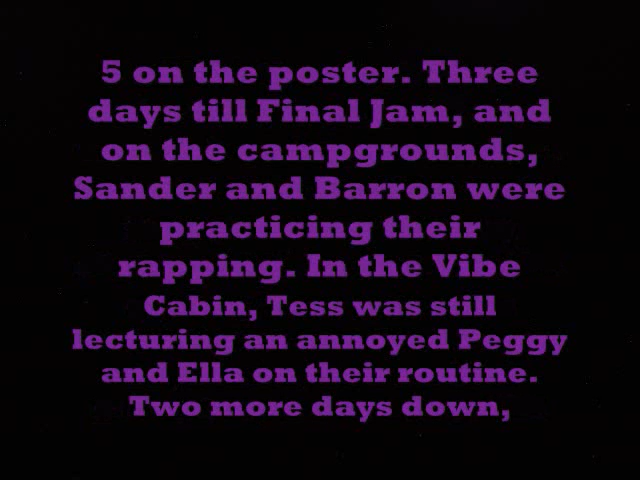 5 on the poster. Three
days till Final Jam, and
on the campgrounds,
Sander and Barron were
practicing their
rapping. In the Vibe
Cabin, Tess was still
lecturing an annoyed Peggy
and Ella on their routine.
Two more days down,